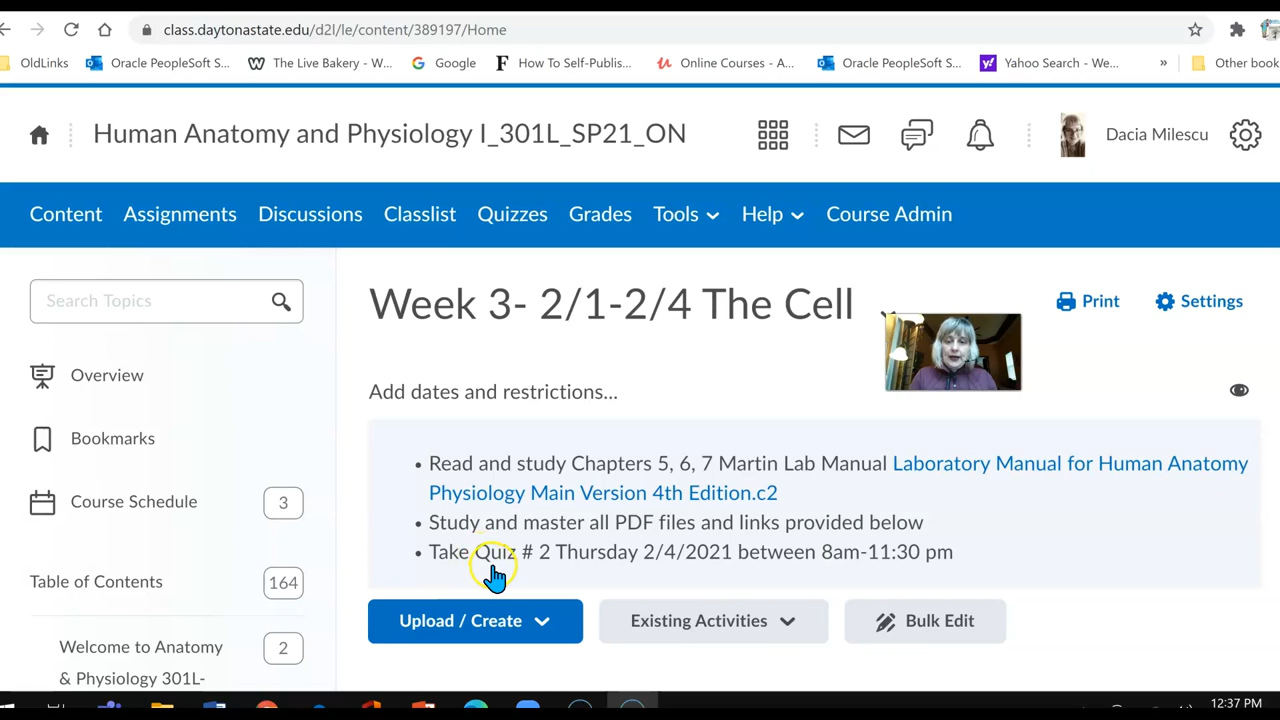 class.daytonastate.edu/d2l/le/content/389197/Home
OldLinks Oracle PeopleSoft S... The Live Bakery - W... Google How To Self-Publis... Online Courses - A... Oracle PeopleSoft S... Yahoo Search - We... » Other book
Human Anatomy and Physiology I_301L_SP21_ON Dacia Milescu
Content Assignments Discussions Classlist Quizzes Grades Tools Help Course Admin
Search Topics
Week 3- 2/1-2/4 The Cell
Print Settings
Overview
Add dates and restrictions...
Bookmarks
• Read and study Chapters 5, 6, 7 Martin Lab Manual Laboratory Manual for Human Anatomy
Physiology Main Version 4th Edition.c2
• Study and master all PDF files and links provided below
• Take Quiz # 2 Thursday 2/4/2021 between 8am-11:30 pm
Course Schedule 3
Table of Contents 164
Upload / Create Existing Activities Bulk Edit
Welcome to Anatomy 2
& Physiology 301L-
12:37 PM